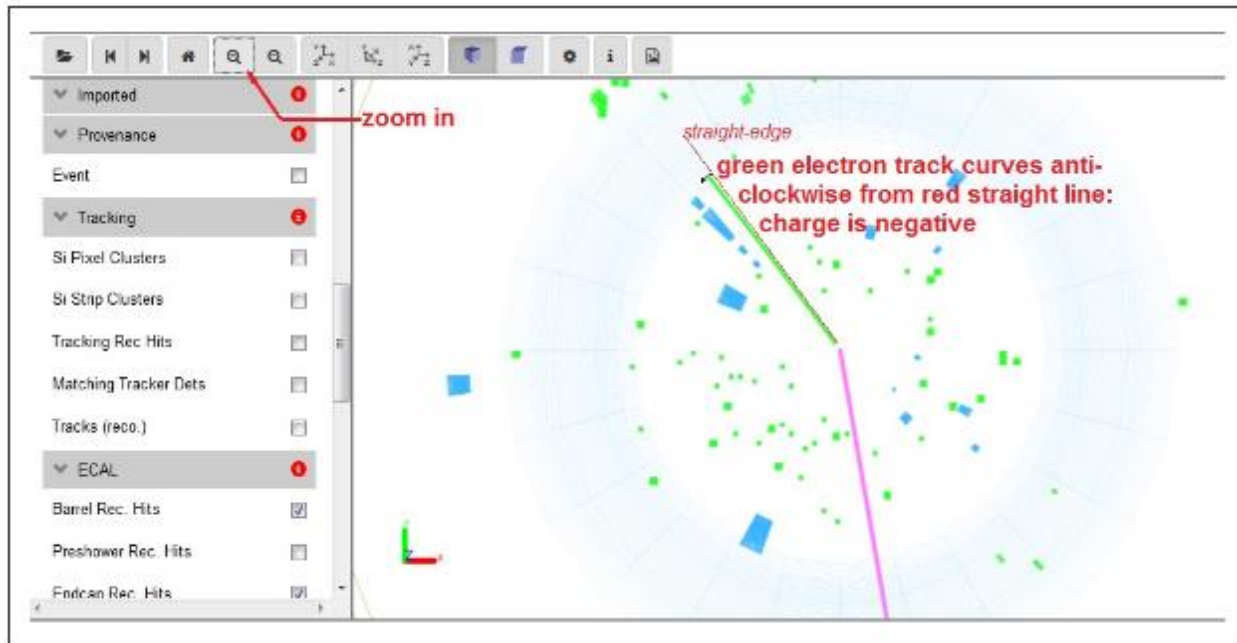 Imported
zoom in
Provenance
straight-edge
green electron track curves anti-
clockwise from red straight line:
charge is negative
Event
Tracking
Si Pixel Clusters
Si Strip Clusters
Tracking Rec Hits
Matching Tracker Dets
Tracks (reco.)
ECAL
Barrel Rec. Hits
Preshower Rec. Hits
Endcap Rec. Hits